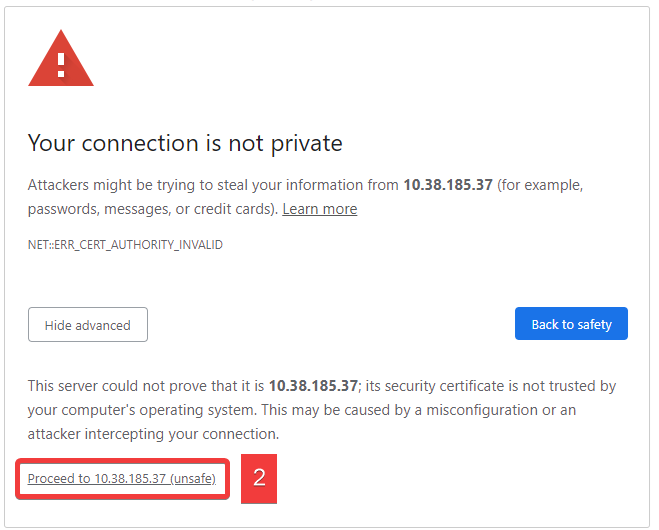 Your connection is not private
Attackers might be trying to steal your information from 10.38.185.37 (for example,
passwords, messages, or credit cards). Learn more
NET::ERR_CERT_AUTHORITY_INVALID
Hide advanced
Back to safety
This server could not prove that it is 10.38.185.37; its security certificate is not trusted by
your computer's operating system. This may be caused by a misconfiguration or an
attacker intercepting your connection.
Proceed to 10.38.185.37 (unsafe)
2